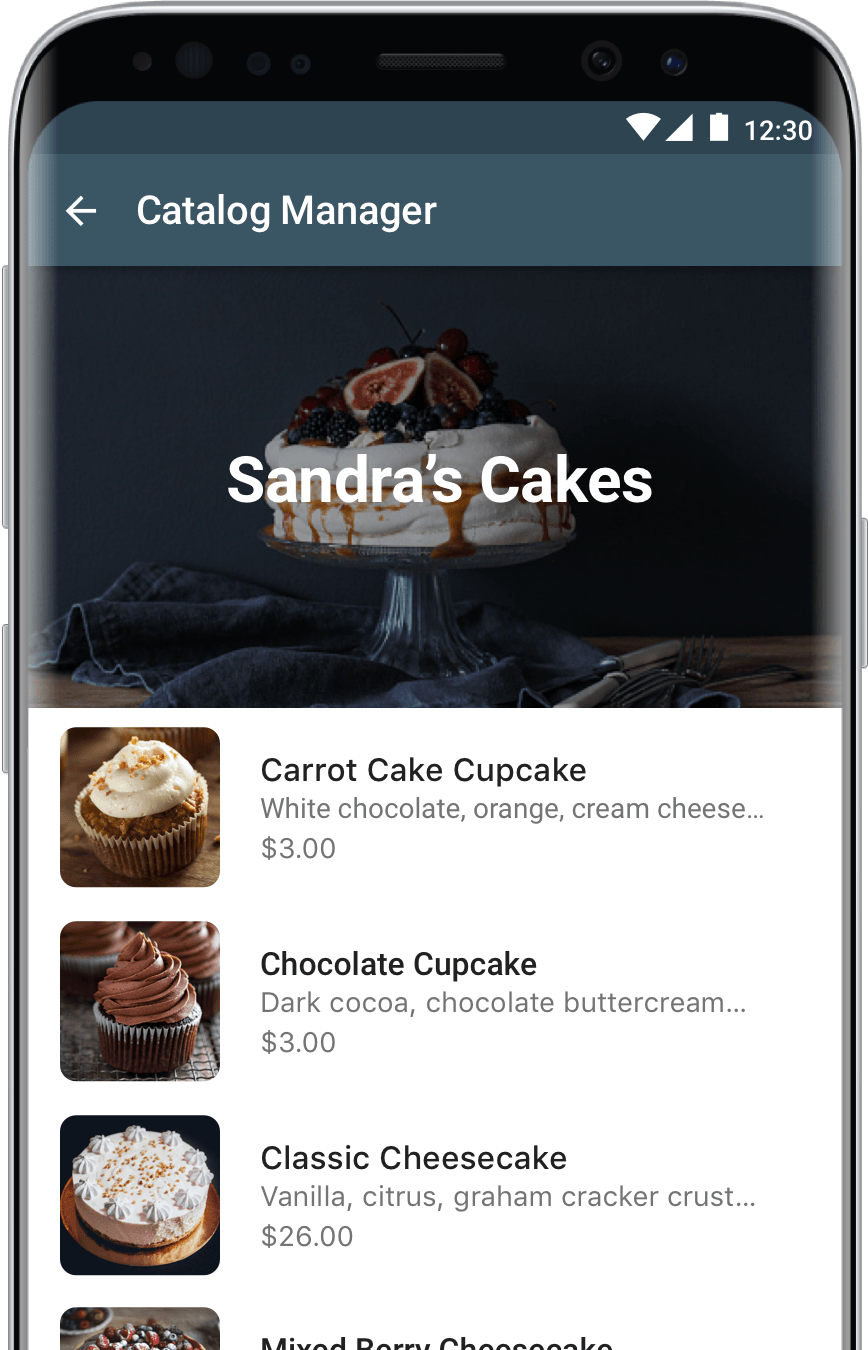 12:30
Catalog Manager
Sandra’s Cakes
Carrot Cake Cupcake
White chocolate, orange, cream cheese...
$3.00
Chocolate Cupcake
Dark cocoa, chocolate buttercream...
$3.00
Classic Cheesecake
Vanilla, citrus, graham cracker crust...
$26.00
Mixed Berry Cheesecake